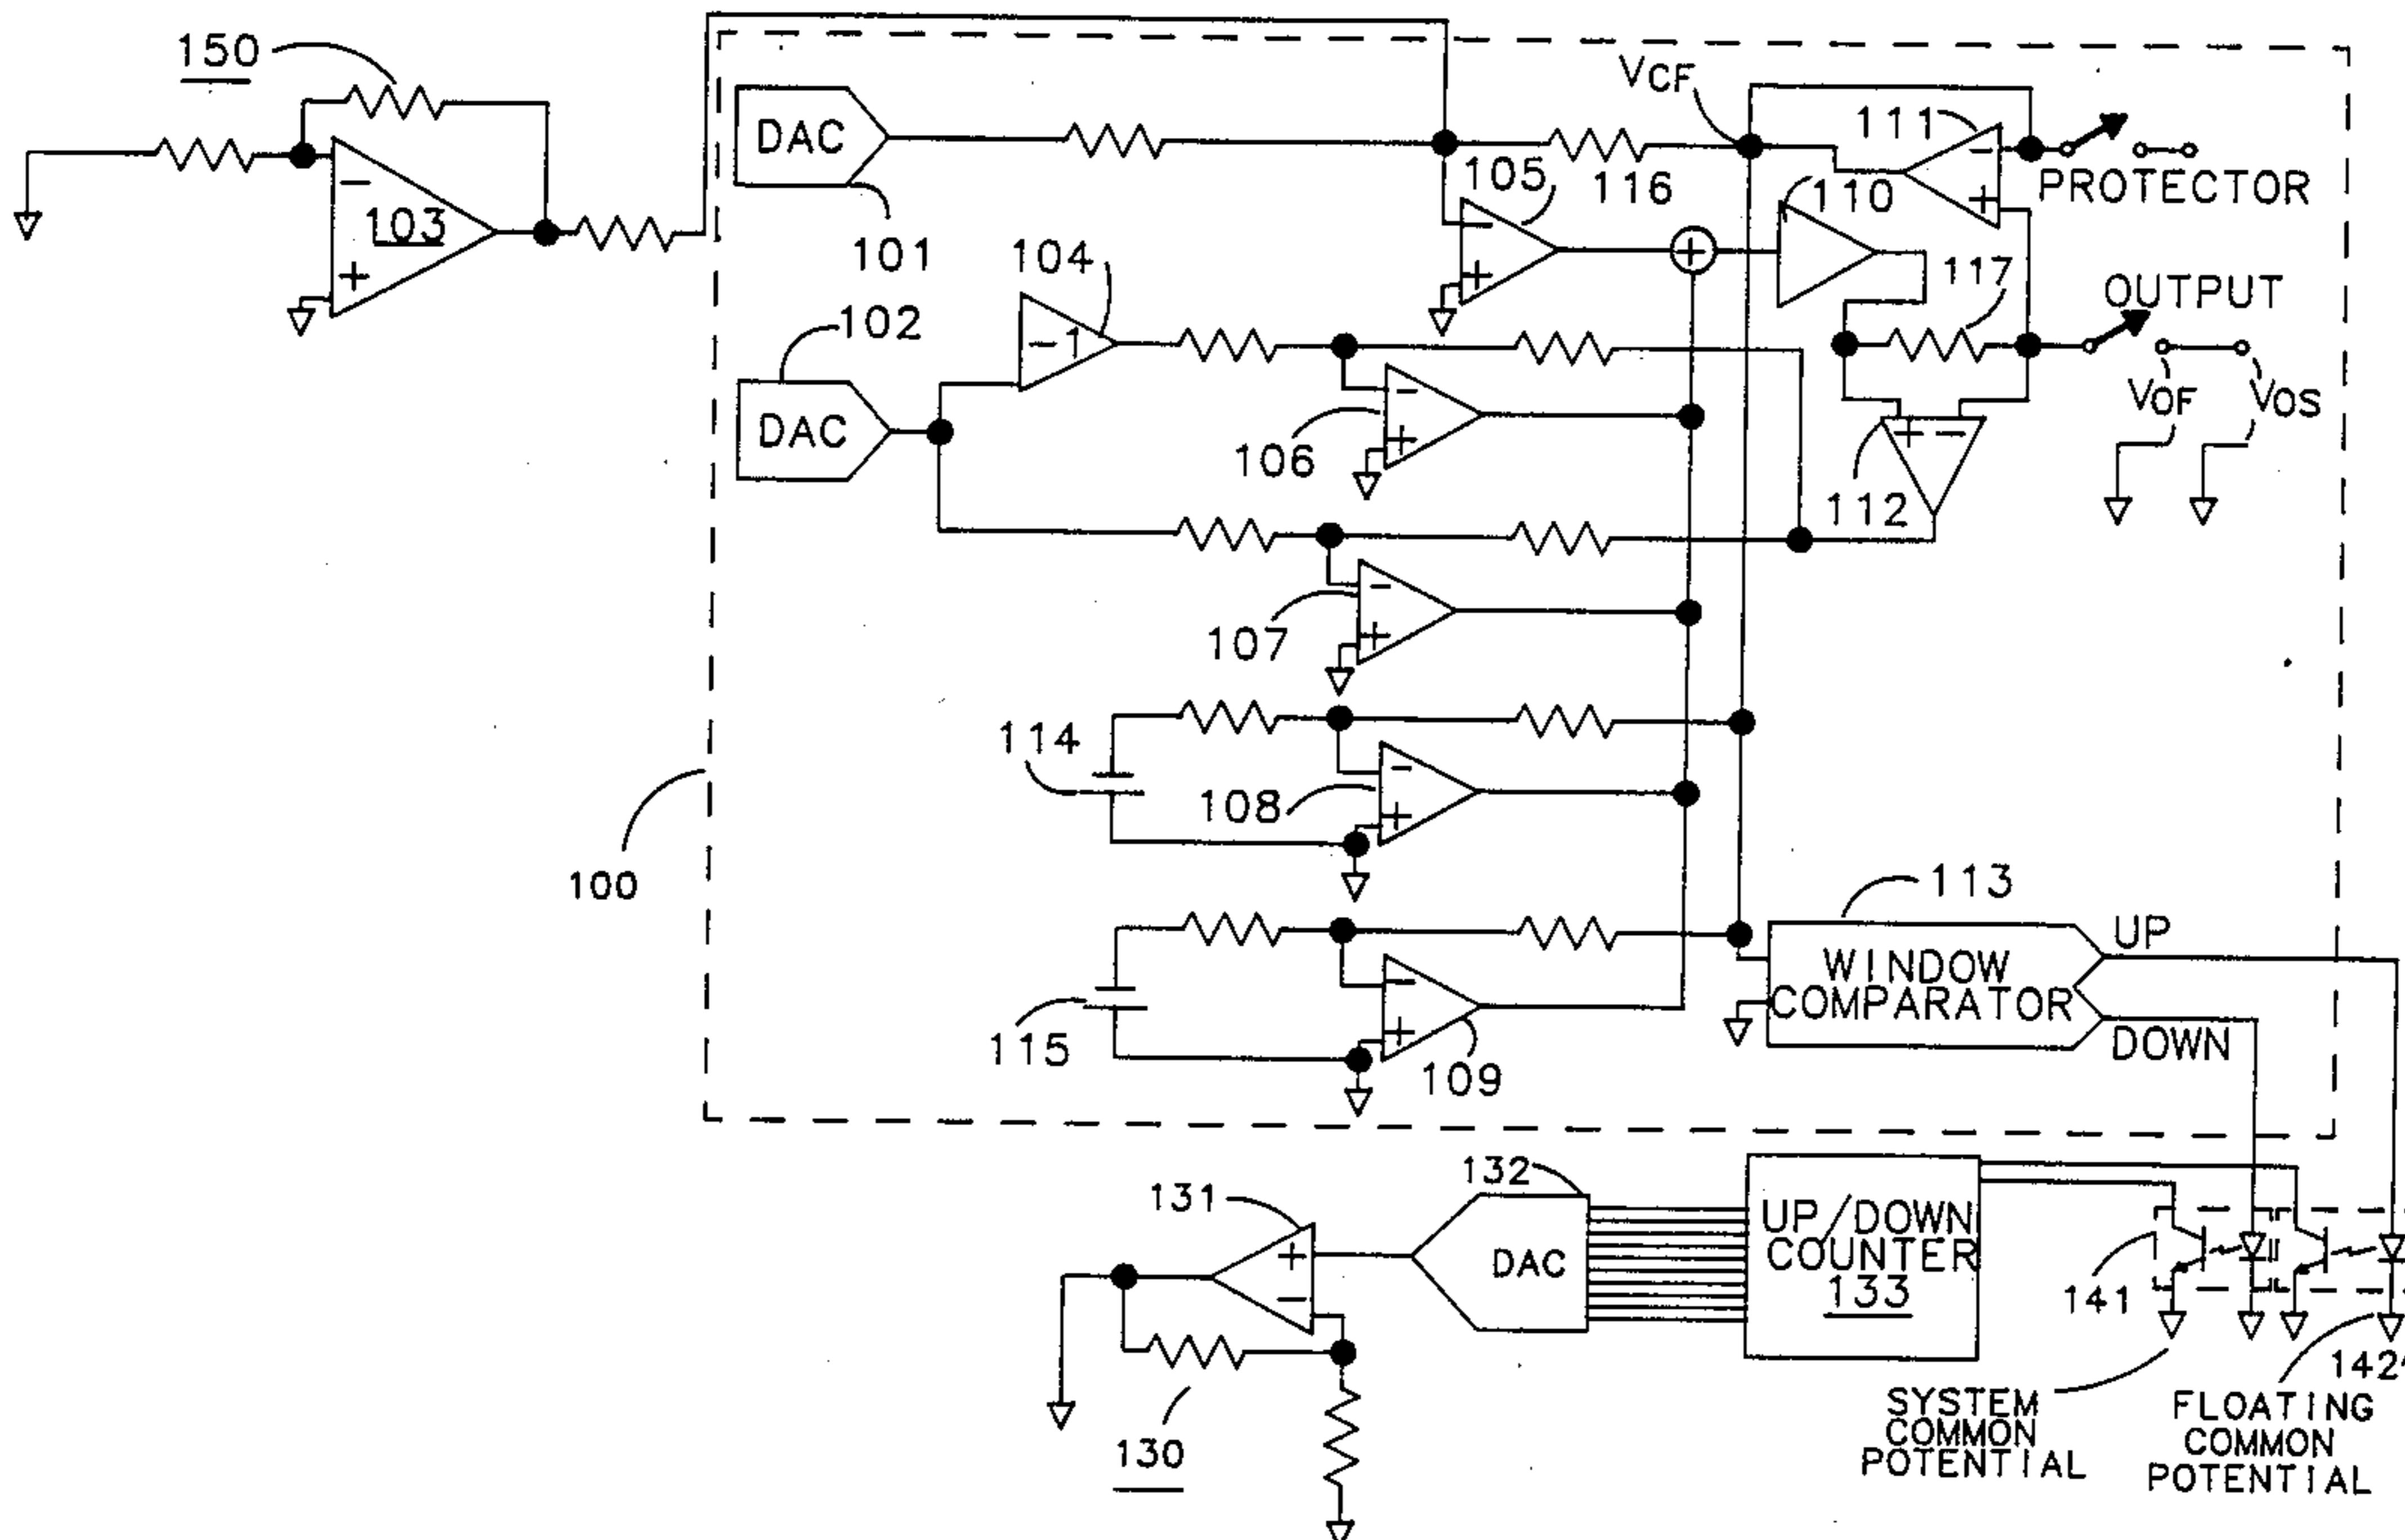 150
VCF
DAC
111
-
PROTECTOR
+
105
116
110
-
103
+
101
104
-
+
+
117
OUTPUT
102
-1
DAC
-
106
+
VOF
VOS
+ -
112
-
107
+
114
-
108
+
100
113
UP
WINDOW
COMPARATOR
DOWN
115
-
+
109
132
131
UP/DOWN
COUNTER
133
DAC
+
-
141
142
130
SYSTEM
COMMON
POTENTIAL
FLOATING
COMMON
POTENTIAL